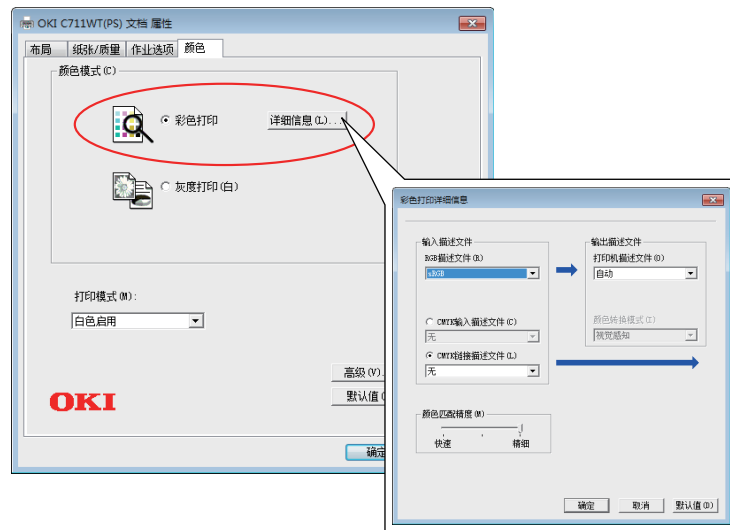 OKI C711WT(PS) 文档 属性
布局 纸张/质量 作业选项 颜色
颜色模式(C)
彩色打印 详细信息(L)...
灰度打印(白)
打印模式(M):
白色启用
高级(V)
默认值
OKI
确定
彩色打印详细信息
输入描述文件 输出描述文件
RGB描述文件(R) 打印机描述文件(O)
sRGB 自动
CMYK输入描述文件(C) 颜色转换模式(T)
无 视觉感知
CMYK链接描述文件(L)
无
颜色匹配精度(M)
快速 精细
确定 取消 默认值(D)